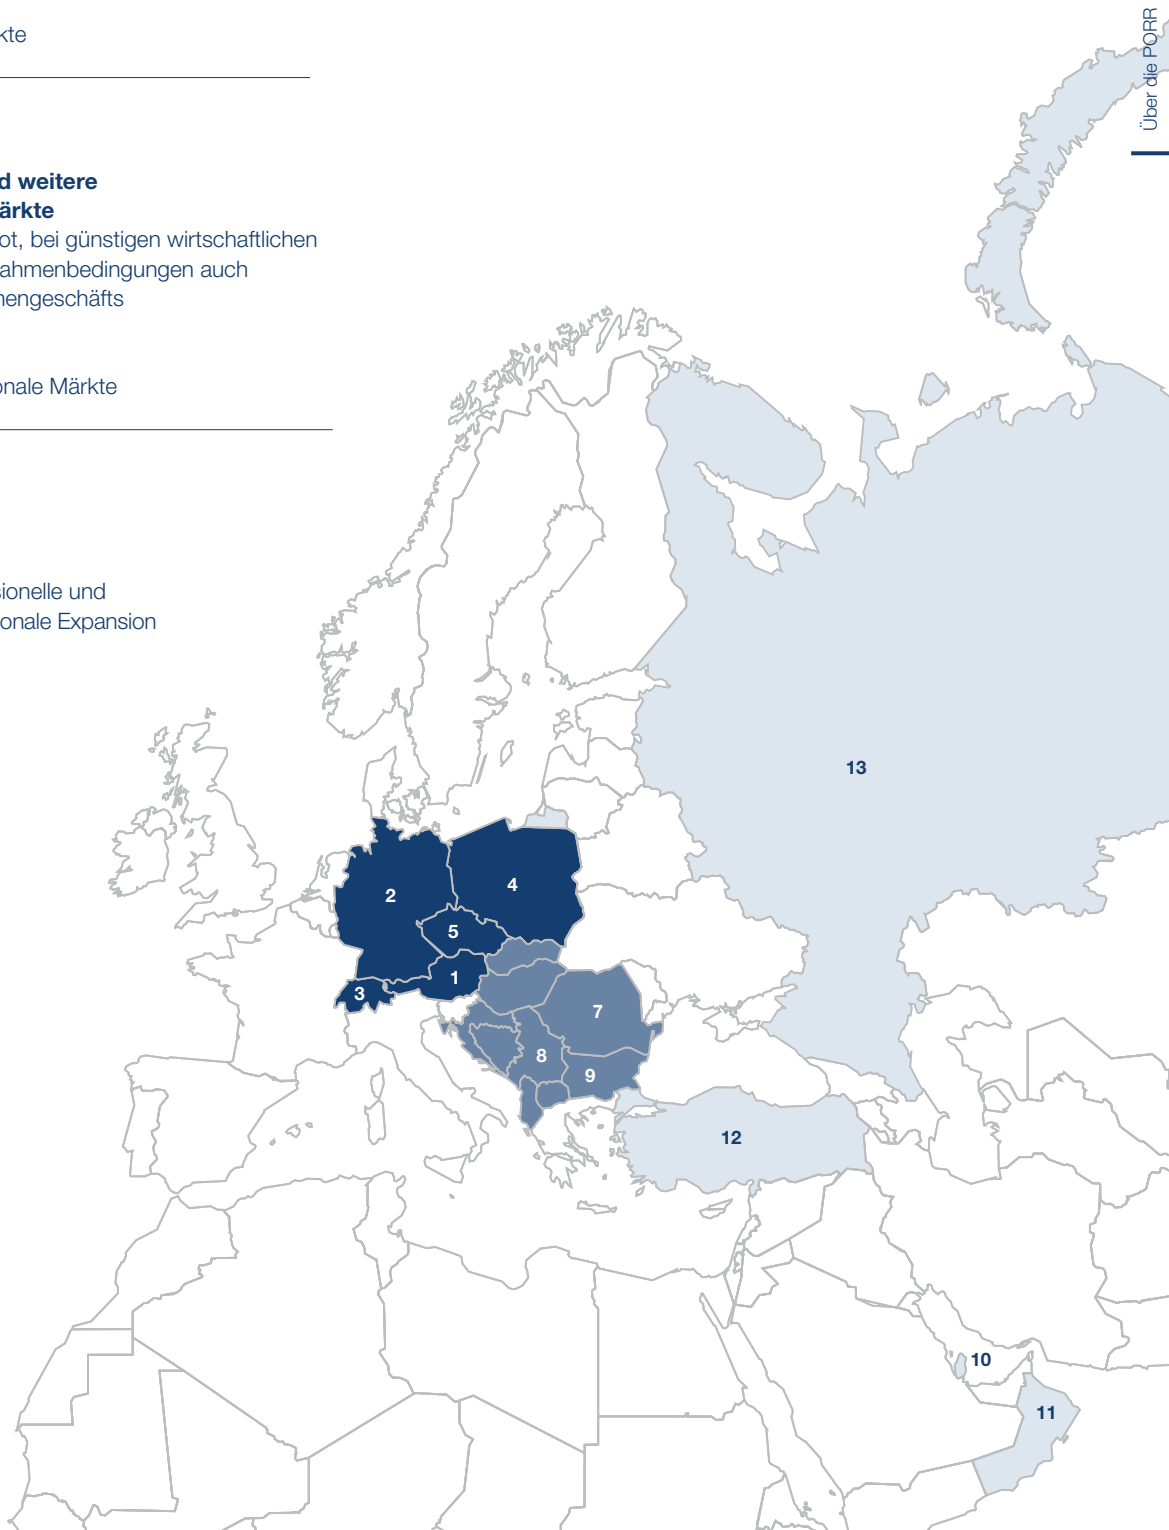 kte
Über die PORR
d weitere
ärkte
ot, bei günstigen wirtschaftlichen
ahmenbedingungen auch
nengeschäfts
onale Märkte
sionelle und
onale Expansion
13
2
4
5
1
3
7
8
9
12
10
11